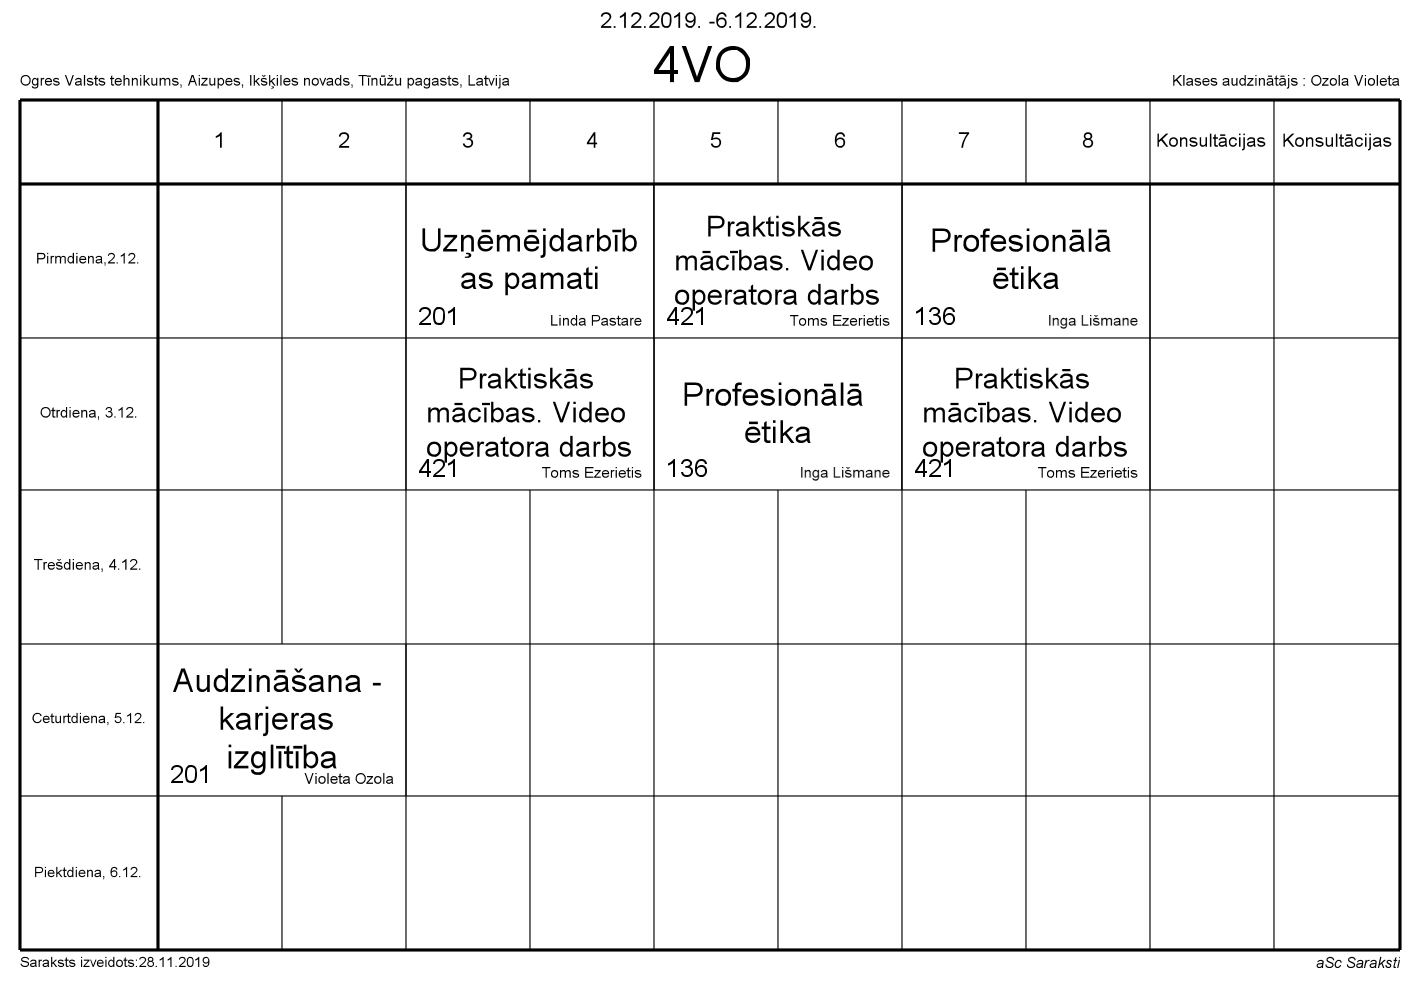 2.12.2019. -6.12.2019.
4VO
Ogres Valsts tehnikums, Aizupes, Ikšķiles novads, Tīnūžu pagasts, Latvija
Klases audzinātājs : Ozola Violeta
1 2 3 4 5 6 7 8 Konsultācijas Konsultācijas
Pirmdiena,2.12.
Uzņēmējdarbīb
as pamati
201 Linda Pastare
Praktiskās
mācības. Video
operatora darbs
421 Toms Ezerietis
Profesionālā
ētika
136 Inga Lišmane
Otrdiena, 3.12.
Praktiskās
mācības. Video
operatora darbs
421 Toms Ezerietis
Profesionālā
ētika
136 Inga Lišmane
Praktiskās
mācības. Video
operatora darbs
421 Toms Ezerietis
Trešdiena, 4.12.
Ceturtdiena, 5.12.
Audzināšana -
karjeras
izglītība
201 Violeta Ozola
Piektdiena, 6.12.
Saraksts izveidots:28.11.2019
aSc Saraksti